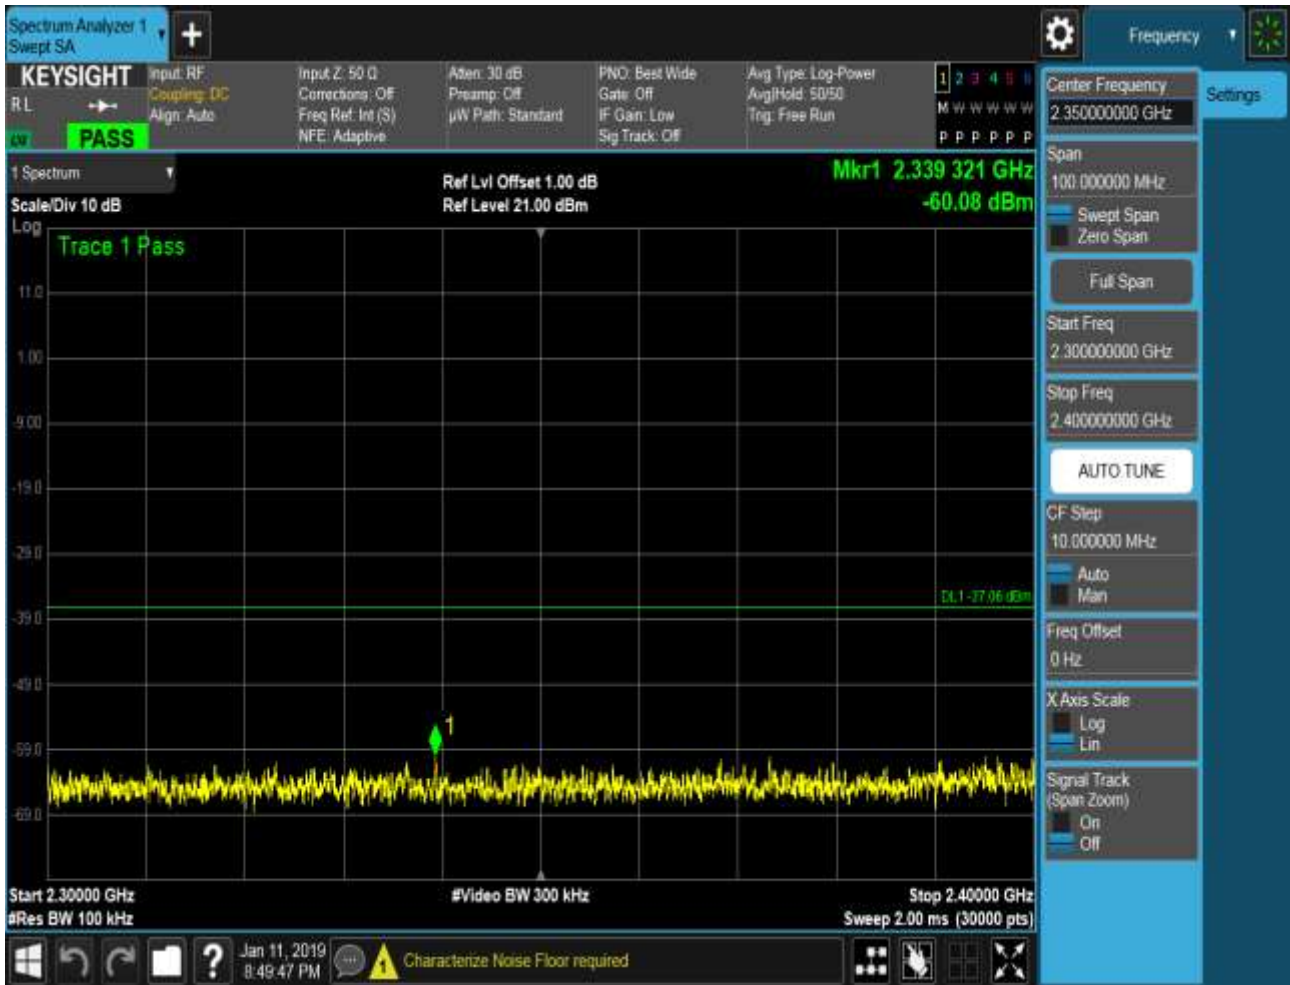 Spectrum Analyzer 1
Swept SA
+
Frequency
KEYSIGHT
RL
PASS
Input: RF
Coupling: DC
Align: Auto
Input Z: 50 Ω
Corrections: Off
Freq Ref: Int (S)
NFE: Adaptive
Atten: 30 dB
Preamp: Off
µW Path: Standard
PNO: Best Wide
Gate: Off
IF Gain: Low
Sig Track: Off
Avg Type: Log-Power
Avg|Hold: 50/50
Trig: Free Run
1 2 3 4 5 6
M W W W W W
P P P P P P
Center Frequency
2.350000000 GHz
Settings
Span
100.000000 MHz
Swept Span
Zero Span
Full Span
Start Freq
2.300000000 GHz
Stop Freq
2.400000000 GHz
AUTO TUNE
CF Step
10.000000 MHz
Auto
Man
Freq Offset
0 Hz
X Axis Scale
Log
Lin
Signal Track
(Span Zoom)
On
Off
1 Spectrum
Scale/Div 10 dB
Log
Ref Lvl Offset 1.00 dB
Ref Level 21.00 dBm
Mkr1 2.339 321 GHz
-60.08 dBm
Trace 1 Pass
11.0
1.00
-9.00
-19.0
-29.0
DL1 -37.06 dBm
-39.0
-49.0
1
-59.0
-69.0
Start 2.30000 GHz
#Video BW 300 kHz
Stop 2.40000 GHz
#Res BW 100 kHz
Sweep 2.00 ms (30000 pts)
?
Jan 11, 2019
8:49:47 PM
1
Characterize Noise Floor required